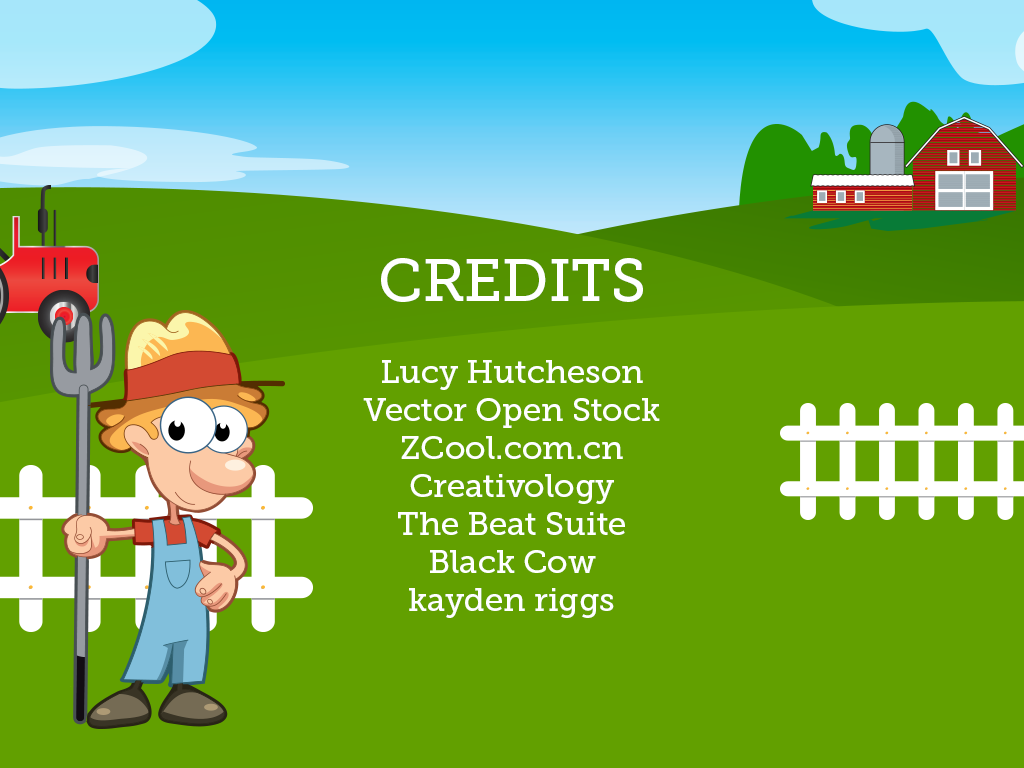 CREDITS
Lucy Hutcheson
Vector Open Stock
ZCool.com.cn
Creativology
The Beat Suite
Black Cow
kayden riggs